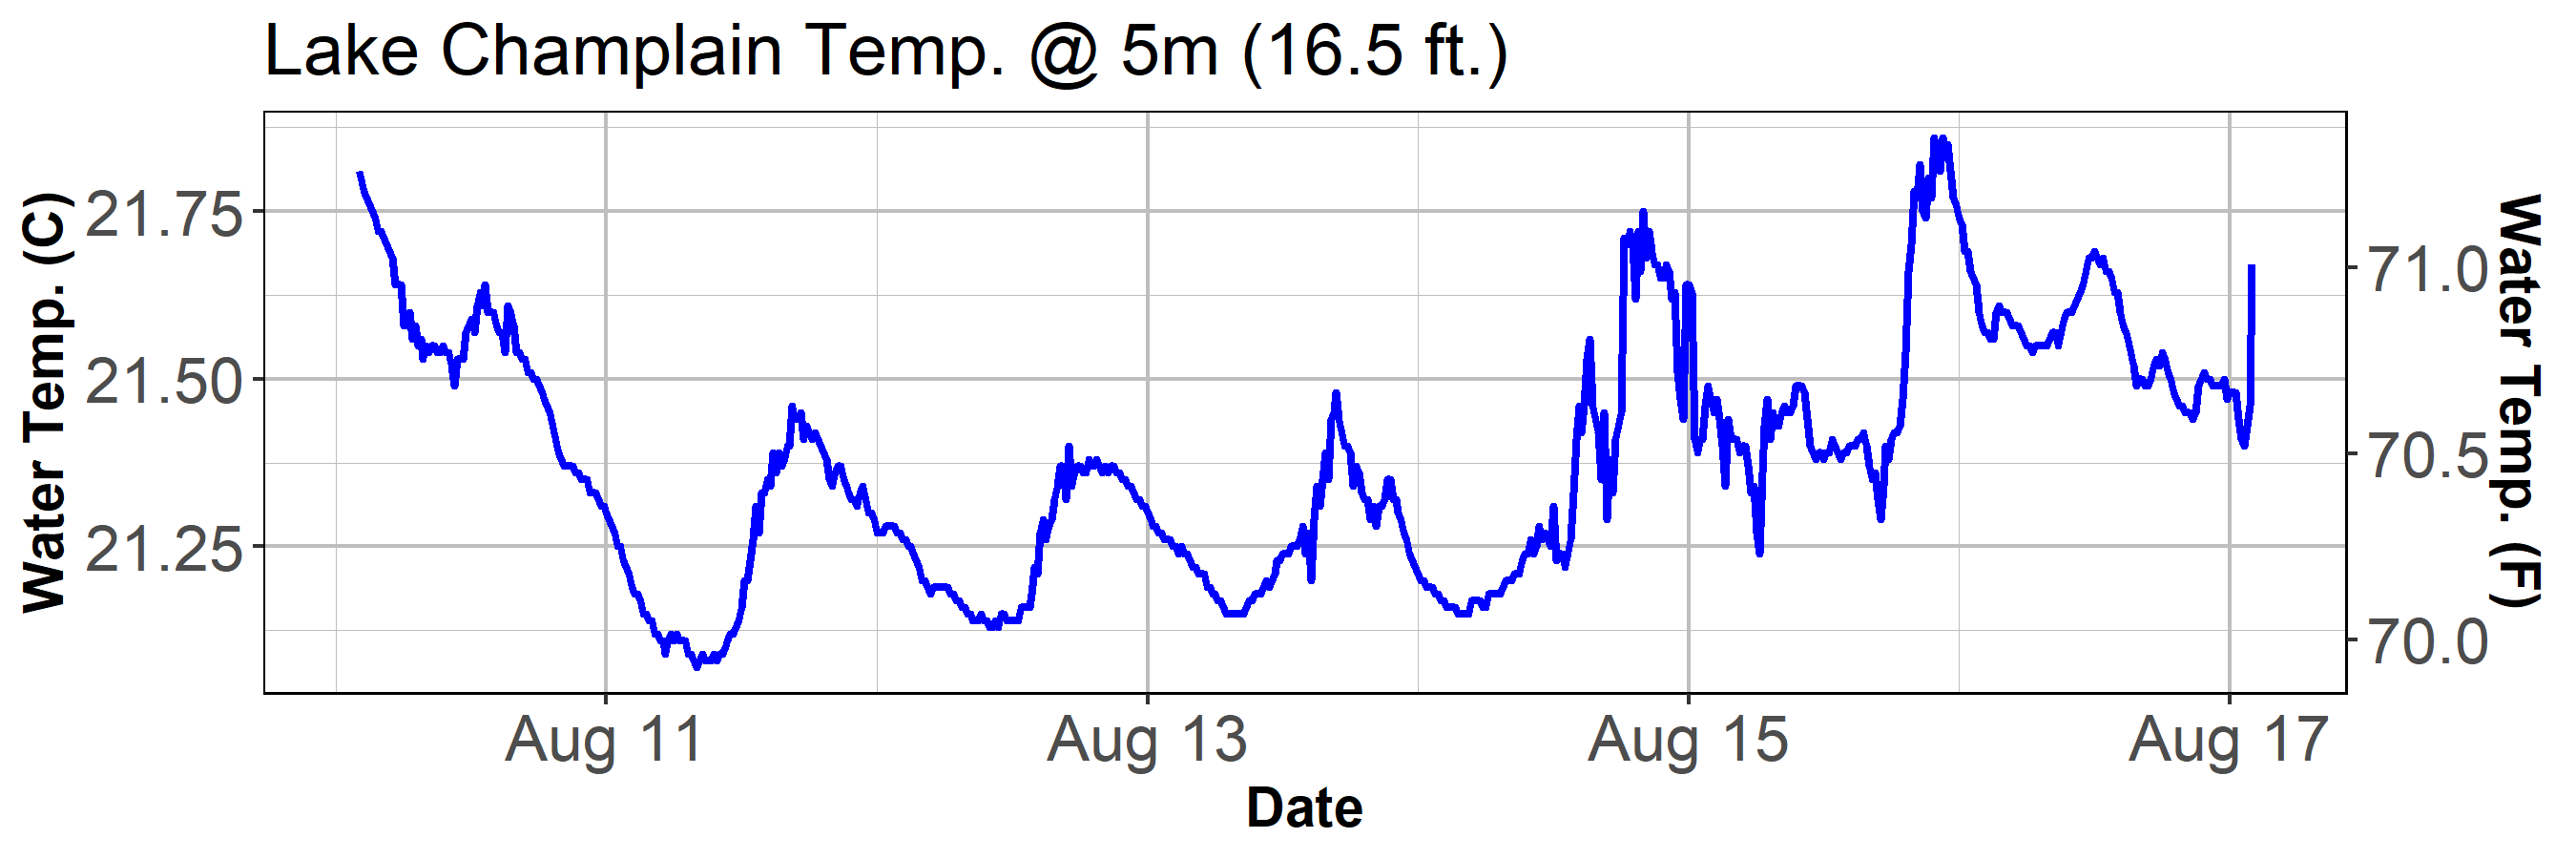 Lake Champlain Temp. @ 5m (16.5 ft.)
Water Temp. (C)
21.75
21.50
21.25
71.0
70.5
70.0
Water Temp. (F)
Aug 11
Aug 13
Aug 15
Aug 17
Date